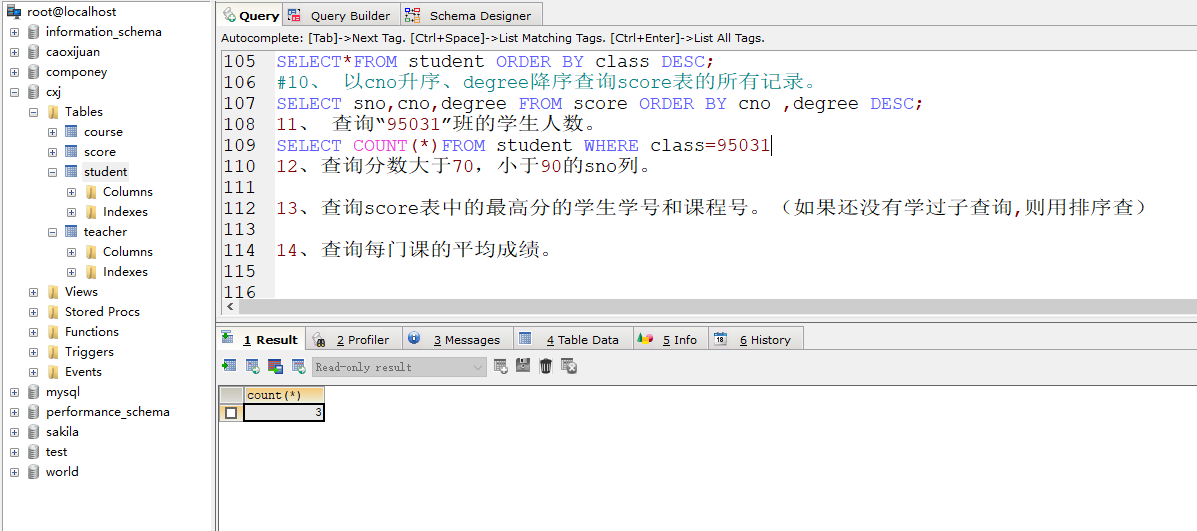 root@localhost
information_schema
caoxijuan
componey
cxj
Tables
course
score
student
Columns
Indexes
teacher
Columns
Indexes
Views
Stored Procs
Functions
Triggers
Events
mysql
performance_schema
sakila
test
world
Query Query Builder Schema Designer
Autocomplete: [Tab]->Next Tag. [Ctrl+Space]->List Matching Tags. [Ctrl+Enter]->List All Tags.
105 SELECT*FROM student ORDER BY class DESC;
106 #10、 以cno升序、degree降序查询score表的所有记录。
107 SELECT sno,cno,degree FROM score ORDER BY cno ,degree DESC;
108 11、 查询“95031”班的学生人数。
109 SELECT COUNT(*)FROM student WHERE class=95031
110 12、查询分数大于70，小于90的sno列。
111
112 13、查询score表中的最高分的学生学号和课程号。（如果还没有学过子查询,则用排序查）
113
114 14、查询每门课的平均成绩。
115
116
1 Result 2 Profiler 3 Messages 4 Table Data 5 Info 18 6 History
Read-only result
count(*)
3